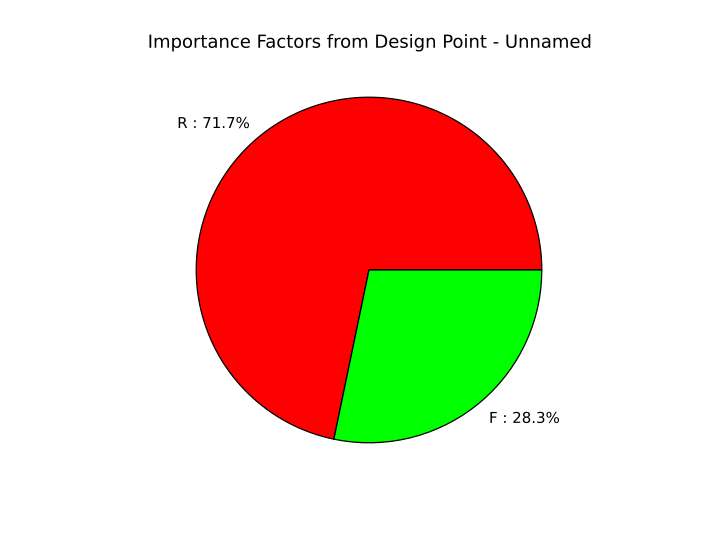 Importance Factors from Design Point - Unnamed
R : 71.7%
F : 28.3%